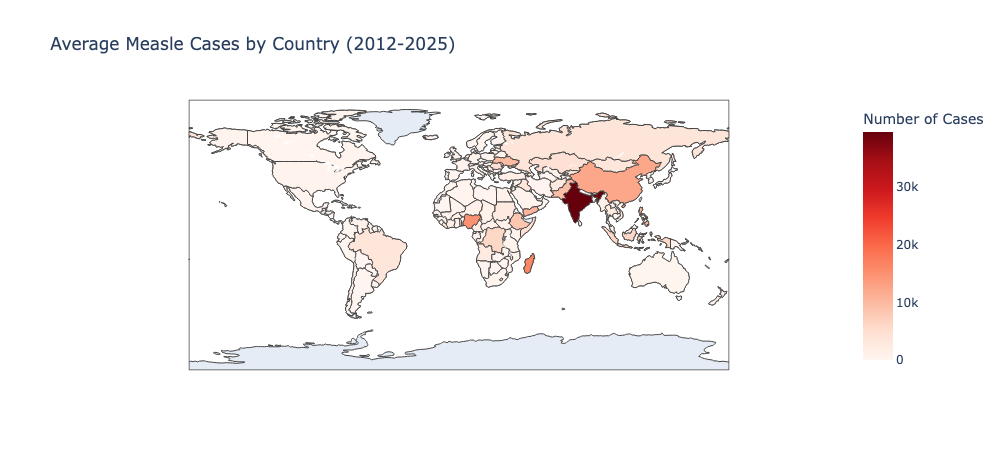 Average Measle Cases by Country (2012-2025)
Number of Cases
30k
20k
10k
0